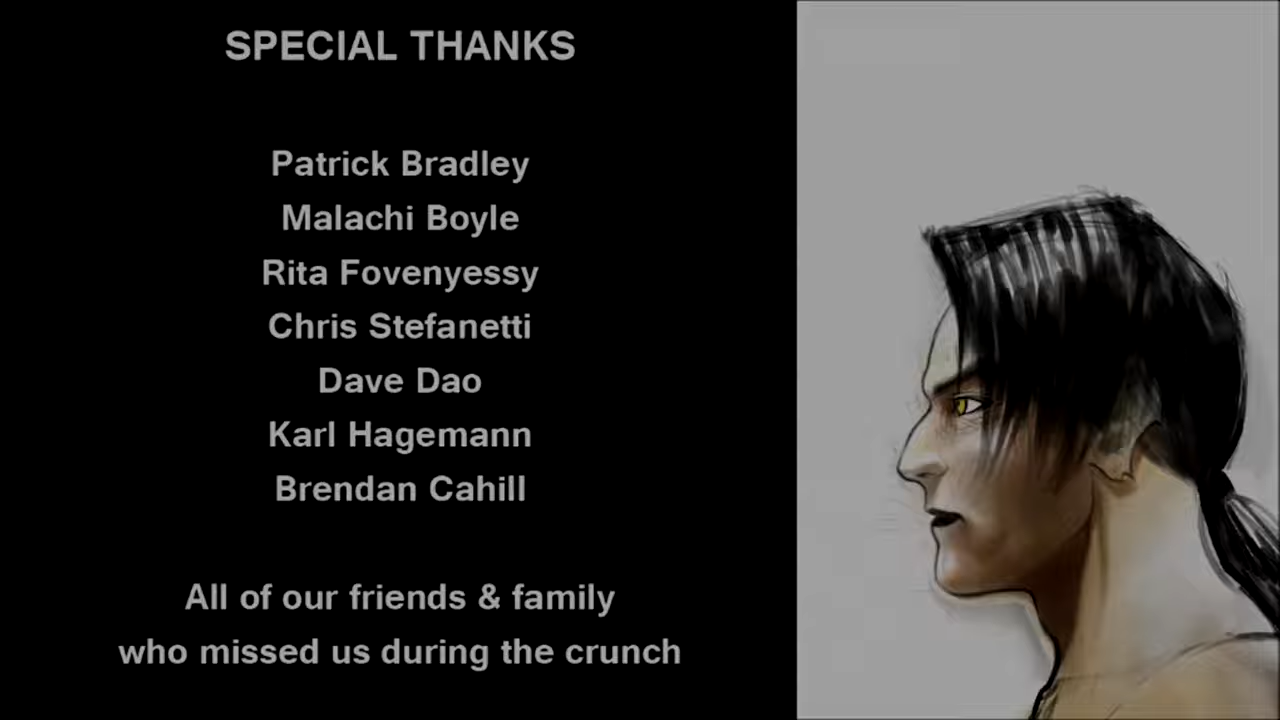 SPECIAL THANKS
Patrick Bradley
Malachi Boyle
Rita Fovenyessy
Chris Stefanetti
Dave Dao
Karl Hagemann
Brendan Cahill
All of our friends & family
who missed us during the crunch